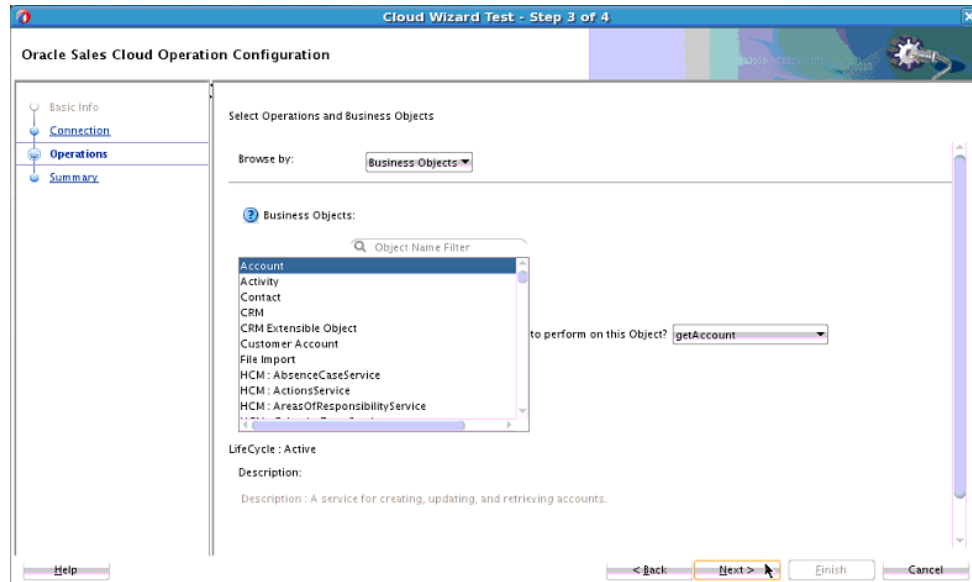 Cloud Wizard Test - Step 3 of 4
Oracle Sales Cloud Operation Configuration
Basic Info
Connection
Operations
Summary
Select Operations and Business Objects
Browse by: Business Objects
Business Objects:
Object Name Filter
Account
Activity
Contact
CRM
CRM Extensible Object
Customer Account
File Import
HCM : AbsenceCaseService
HCM : ActionsService
HCM : AreasOfResponsibilityService
to perform on this Object? getAccount
LifeCycle : Active
Description:
Description : A service for creating, updating, and retrieving accounts.
Help < Back Next > Finish Cancel